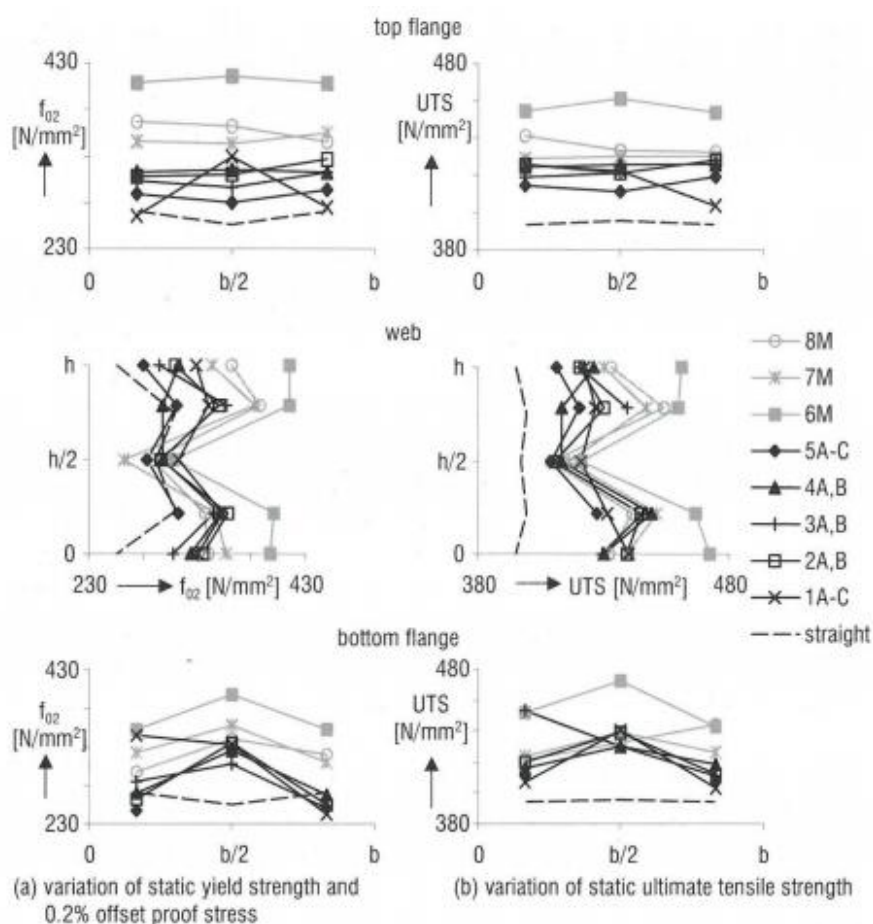 top flange
430
f02
[N/mm²]
230
0
b/2
b
480
UTS
[N/mm²]
380
0
b/2
b
web
h
h/2
0
230
f02 [N/mm²]
430
h
h/2
0
380
UTS [N/mm²]
480
8M
7M
6M
5A-C
4A,B
3A,B
2A,B
1A-C
straight
bottom flange
430
f02
[N/mm²]
230
0
b/2
b
480
UTS
[N/mm²]
380
0
b/2
b
(a) variation of static yield strength and
0.2% offset proof stress
(b) variation of static ultimate tensile strength